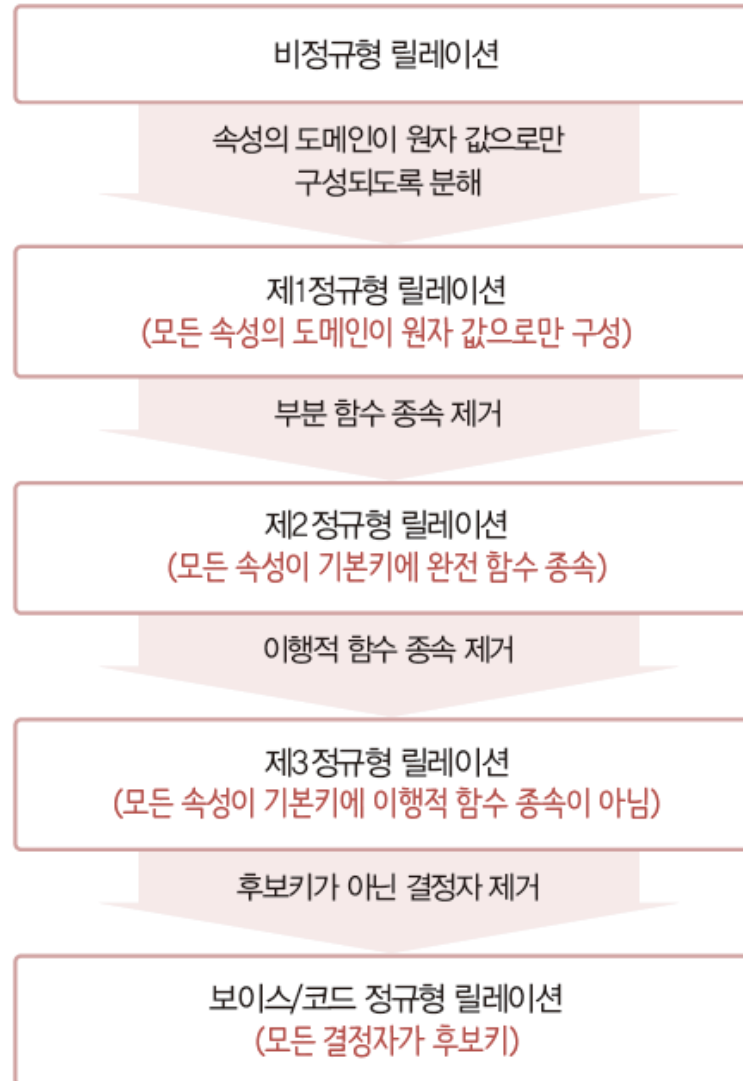 비정규형 릴레이션
속성의 도메인이 원자 값으로만
구성되도록 분해
제1정규형 릴레이션
(모든 속성의 도메인이 원자 값으로만 구성)
부분 함수 종속 제거
제2정규형 릴레이션
(모든 속성이 기본키에 완전 함수 종속)
이행적 함수 종속 제거
제3정규형 릴레이션
(모든 속성이 기본키에 이행적 함수 종속이 아님)
후보키가 아닌 결정자 제거
보이스/코드 정규형 릴레이션
(모든 결정자가 후보키)